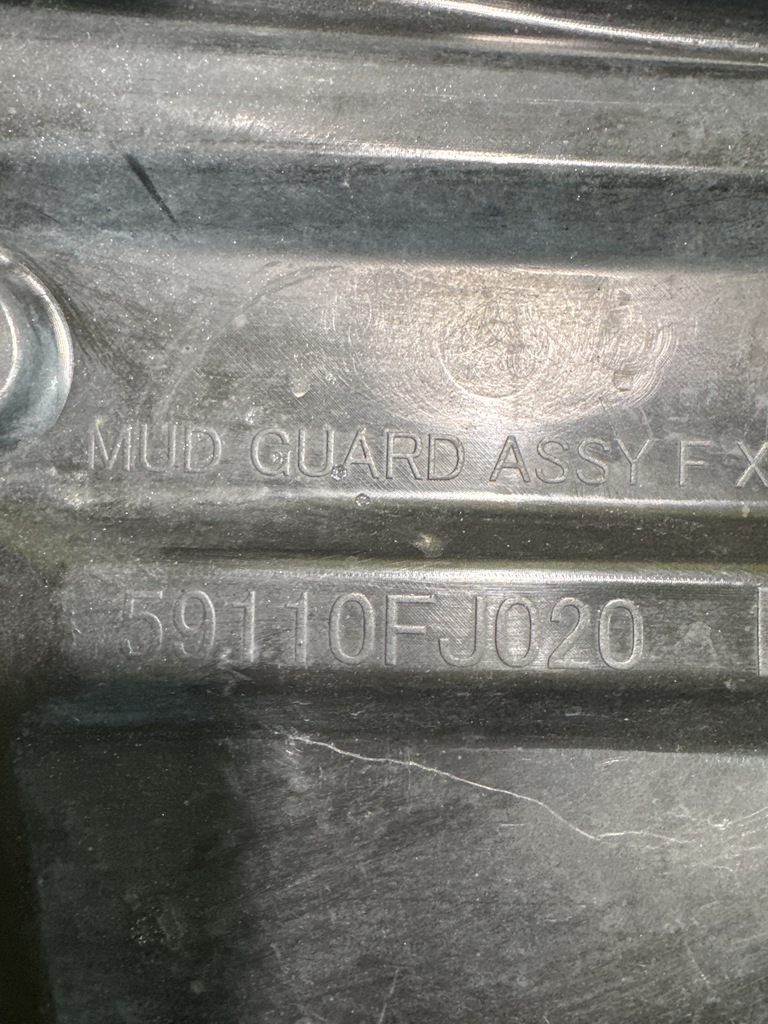 MUD GUARD ASSY F X
59110FJ020